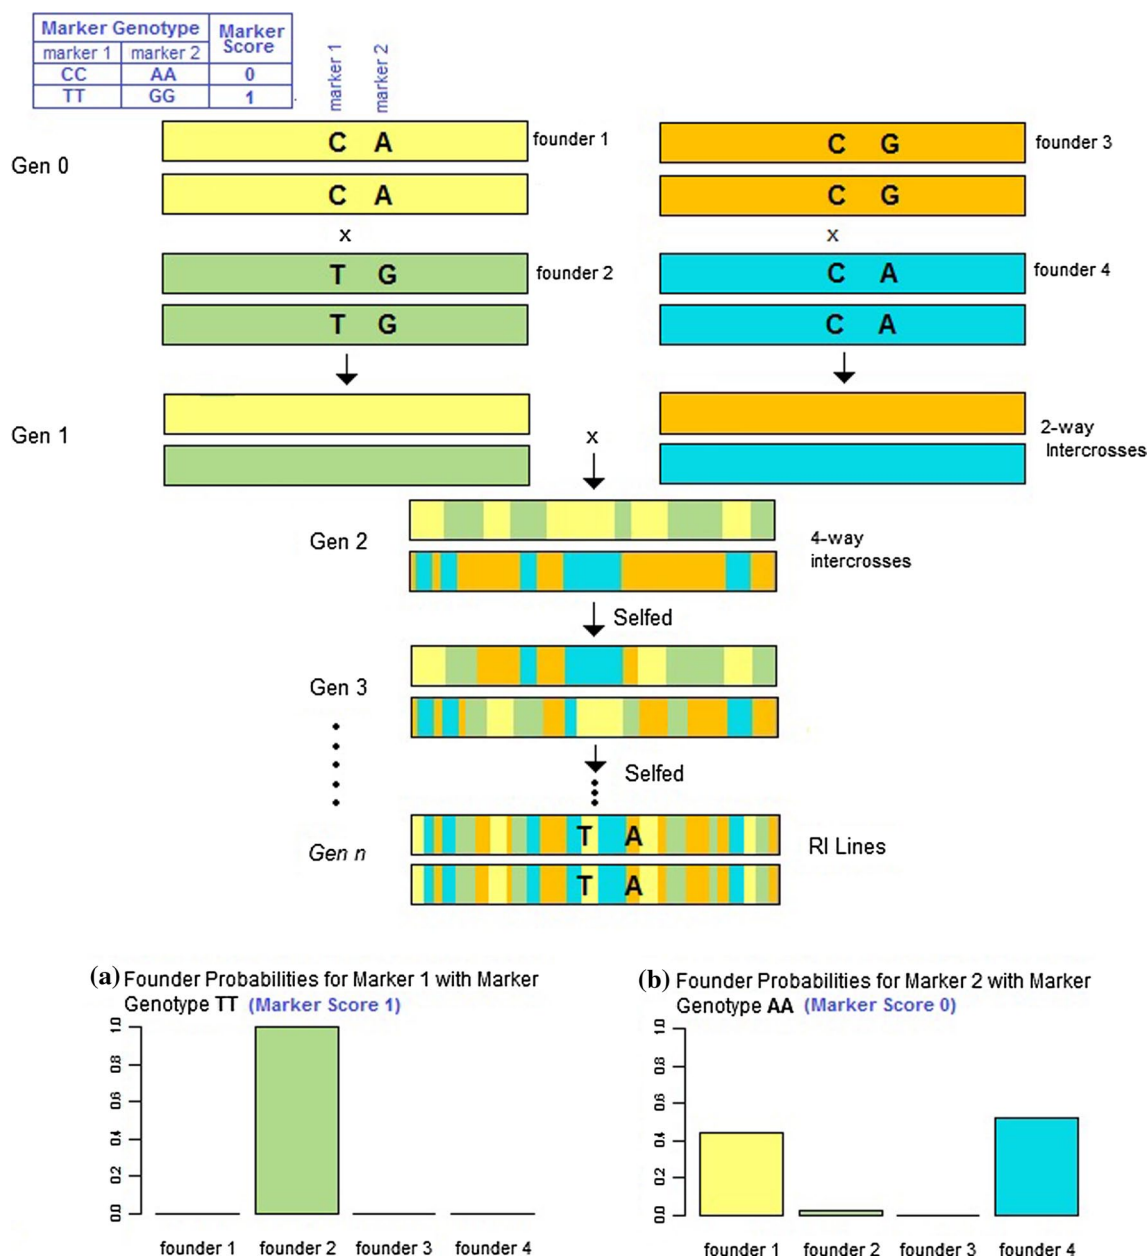 Marker Genotype Marker Score
marker 1 marker 2
CC AA 0
TT GG 1
marker 1
marker 2
Gen 0
C A founder 1
C A
x
T G founder 2
T G
C G founder 3
C G
x
C A founder 4
C A
Gen 1
x
2-way
Intercrosses
Gen 2
4-way
intercrosses
Selfed
Gen 3
Selfed
Gen n
T A
T A
RI Lines
(a) Founder Probabilities for Marker 1 with Marker
Genotype TT (Marker Score 1)
1.0
0.8
0.6
0.4
0.2
0.0
founder 1 founder 2 founder 3 founder 4
(b) Founder Probabilities for Marker 2 with Marker
Genotype AA (Marker Score 0)
1.0
0.8
0.6
0.4
0.2
0.0
founder 1 founder 2 founder 3 founder 4